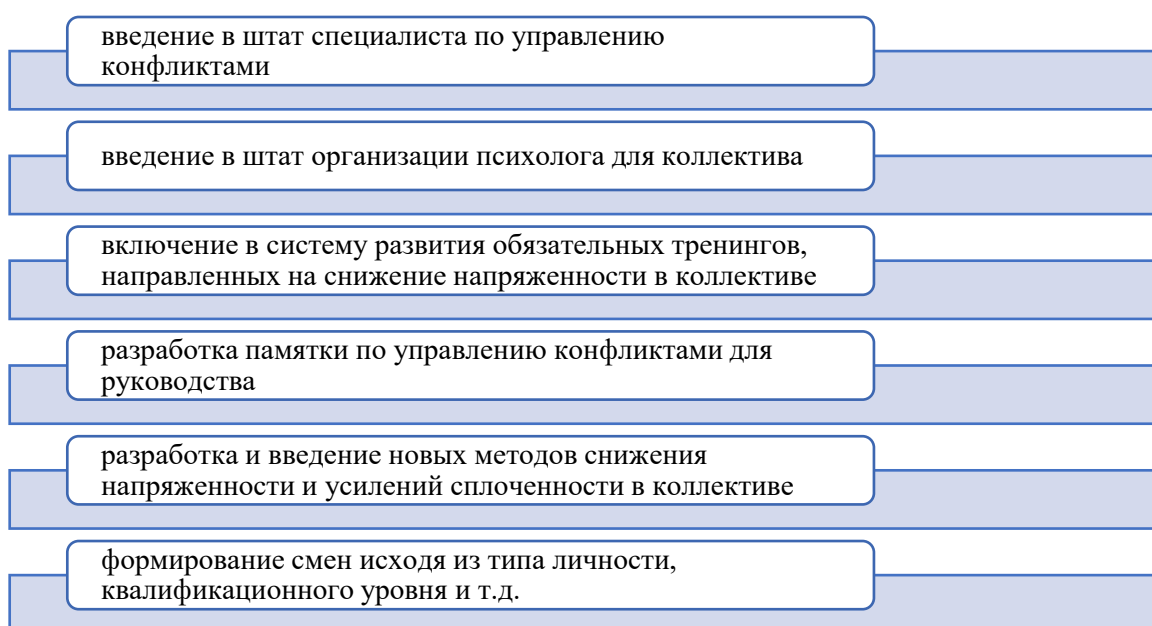 введение в штат специалиста по управлению
конфликтами
введение в штат организации психолога для коллектива
включение в систему развития обязательных тренингов,
направленных на снижение напряженности в коллективе
разработка памятки по управлению конфликтами для
руководства
разработка и введение новых методов снижения
напряженности и усилений сплоченности в коллективе
формирование смен исходя из типа личности,
квалификационного уровня и т.д.